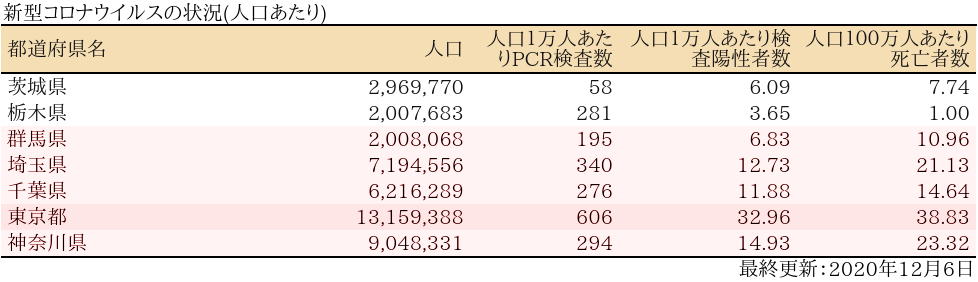 新型コロナウイルスの状況(人口あたり)
都道府県名 人口 人口1万人あたりPCR検査数 人口1万人あたり検査陽性者数 人口100万人あたり死亡者数
茨城県 2,969,770 58 6.09 7.74
栃木県 2,007,683 281 3.65 1.00
群馬県 2,008,068 195 6.83 10.96
埼玉県 7,194,556 340 12.73 21.13
千葉県 6,216,289 276 11.88 14.64
東京都 13,159,388 606 32.96 38.83
神奈川県 9,048,331 294 14.93 23.32
最終更新：2020年12月6日